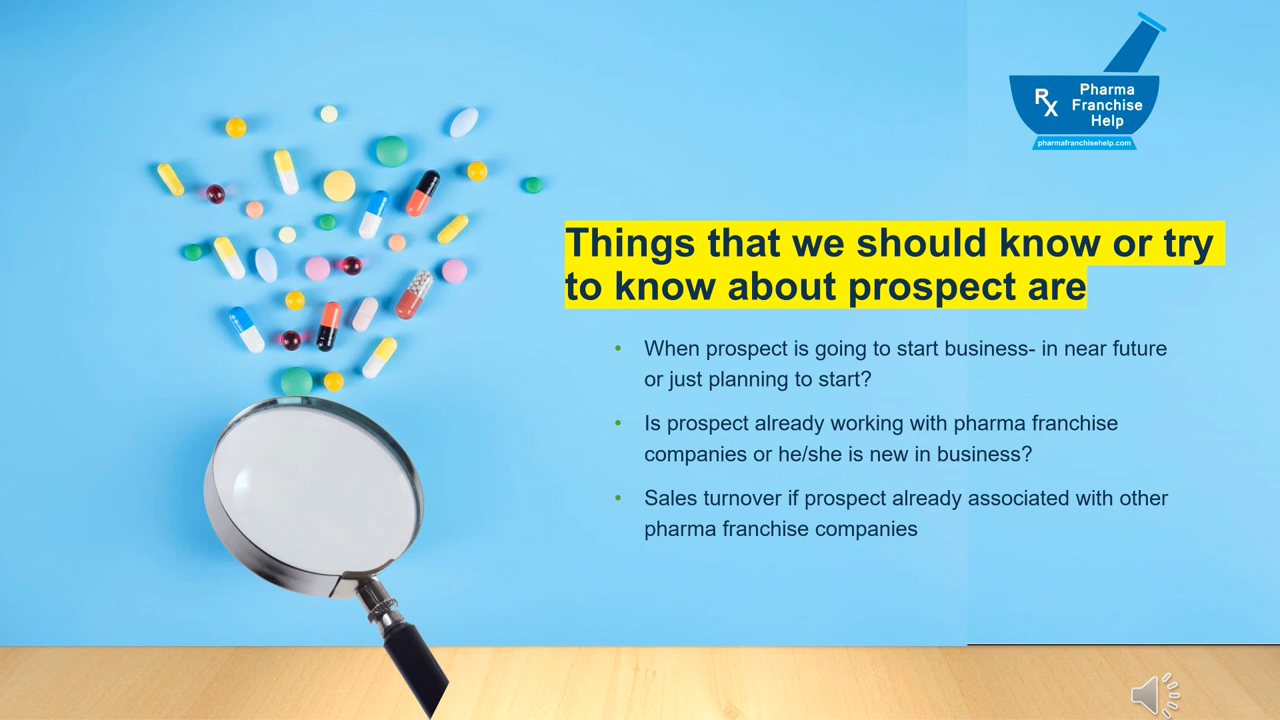 Rx
Pharma
Franchise
Help
pharmafranchisehelp.com
Things that we should know or try
to know about prospect are
• When prospect is going to start business- in near future
or just planning to start?
• Is prospect already working with pharma franchise
companies or he/she is new in business?
• Sales turnover if prospect already associated with other
pharma franchise companies